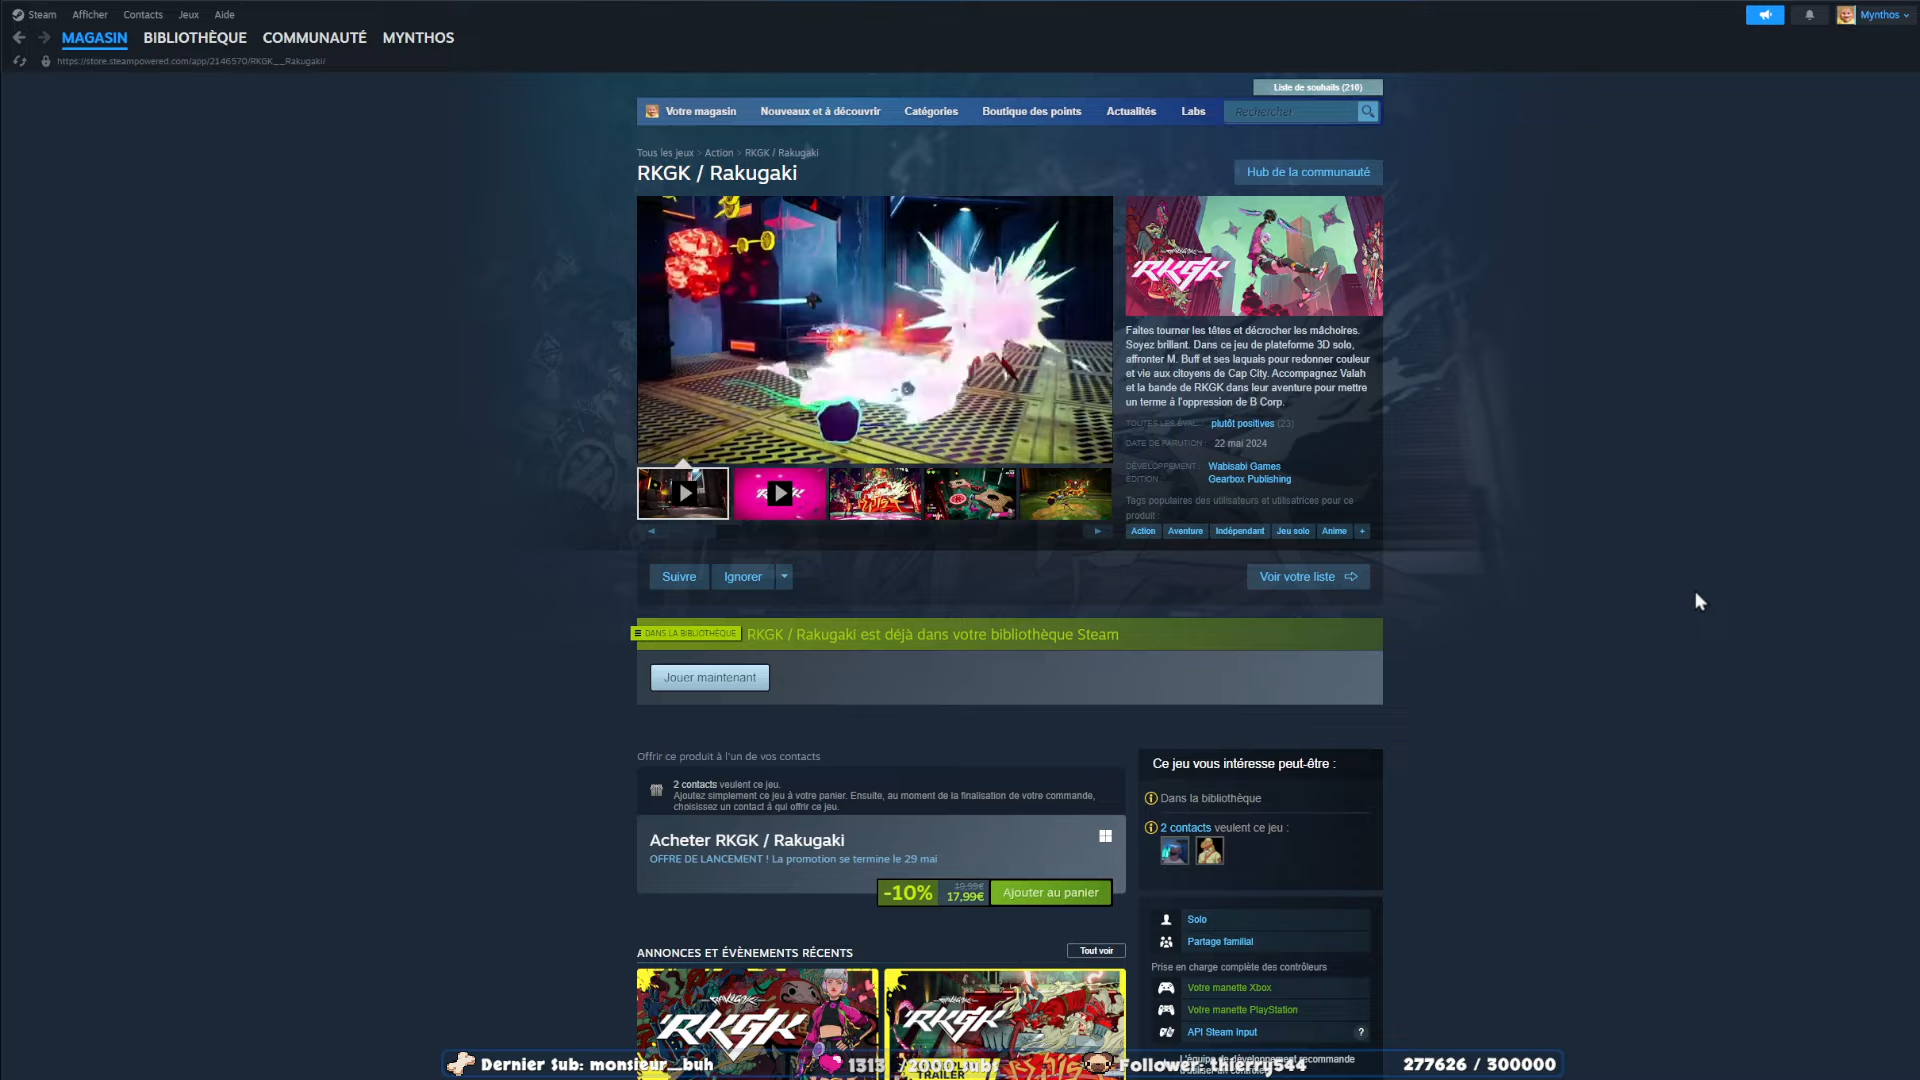 Steam Afficher Contacts Jeux Aide
Mynthos
MAGASIN BIBLIOTHÈQUE COMMUNAUTÉ MYNTHOS
https://store.steampowered.com/app/2146570/RKGK__Rakugaki/
Liste de souhaits (210)
Votre magasin Nouveaux et à découvrir Catégories Boutique des points Actualités Labs Rechercher
Tous les jeux > Action > RKGK / Rakugaki
RKGK / Rakugaki
Hub de la communauté
RKGK
Faites tourner les têtes et décrocher les mâchoires.
Soyez brillant. Dans ce jeu de plateforme 3D solo,
affronter M. Buff et ses laquais pour redonner couleur
et vie aux citoyens de Cap City. Accompagnez Valah
et la bande de RKGK dans leur aventure pour mettre
un terme à l'oppression de B Corp.
TOUTES LES ÉVAL. : plutôt positives (23)
DATE DE PARUTION : 22 mai 2024
DÉVELOPPEMENT : Wabisabi Games
ÉDITION : Gearbox Publishing
Tags populaires des utilisateurs et utilisatrices pour ce
produit :
Action Aventure Indépendant Jeu solo Anime +
Suivre Ignorer Voir votre liste
DANS LA BIBLIOTHÈQUE RKGK / Rakugaki est déjà dans votre bibliothèque Steam
Jouer maintenant
Offrir ce produit à l'un de vos contacts
2 contacts veulent ce jeu.
Ajoutez simplement ce jeu à votre panier. Ensuite, au moment de la finalisation de votre commande,
choisissez un contact à qui offrir ce jeu.
Acheter RKGK / Rakugaki
OFFRE DE LANCEMENT ! La promotion se termine le 29 mai
-10% 19,99€ 17,99€ Ajouter au panier
Ce jeu vous intéresse peut-être :
Dans la bibliothèque
2 contacts veulent ce jeu :
Solo
Partage familial
Prise en charge complète des contrôleurs
Votre manette Xbox
Votre manette PlayStation
API Steam Input ?
L'équipe de développement recommande
ANNONCES ET ÉVÈNEMENTS RÉCENTS Tout voir
RKGK
RKGK
TRAILER
Dernier Sub: monsieur_buh 1313 / 2000 subs Follower: thierry544 277626 / 300000